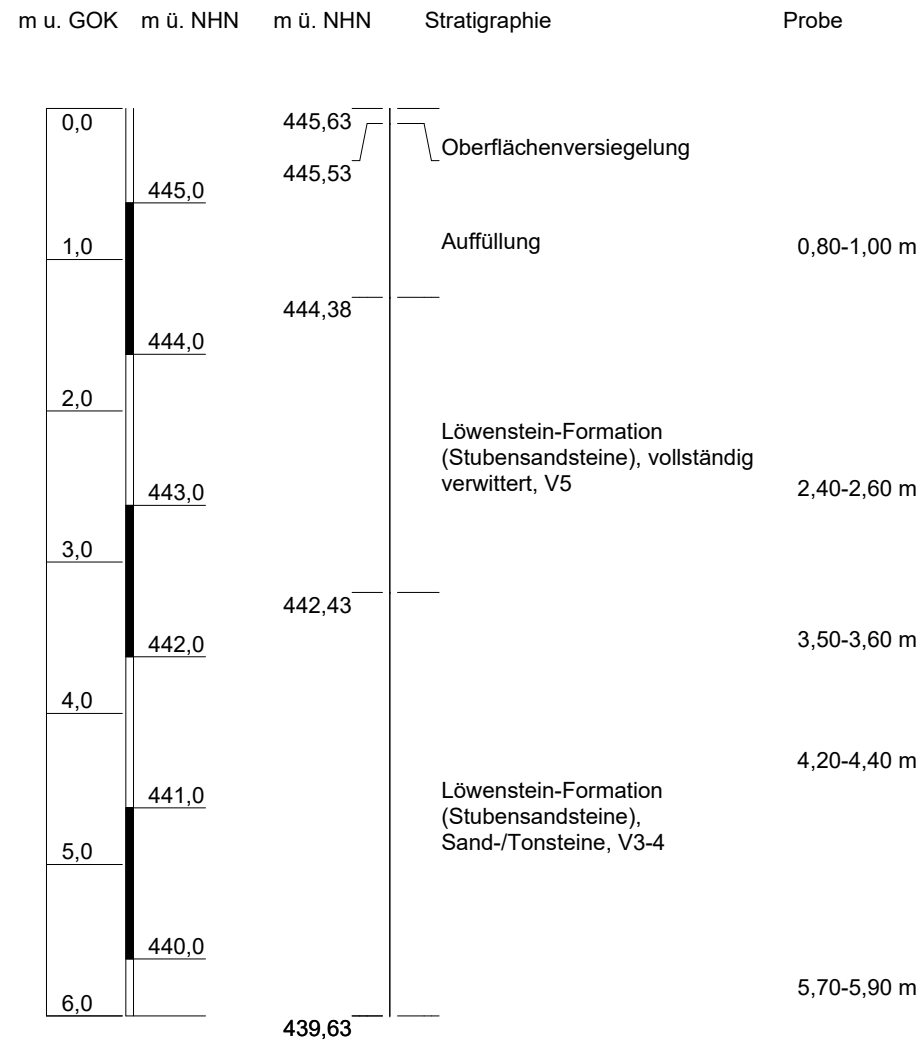 m u. GOK m ü. NHN m ü. NHN Stratigraphie Probe
0,0 445,63
Oberflächenversiegelung
445,53
445,0
1,0 Auffüllung 0,80-1,00 m
444,38
444,0
2,0
Löwenstein-Formation
(Stubensandsteine), vollständig
verwittert, V5
443,0 2,40-2,60 m
3,0
442,43
442,0 3,50-3,60 m
4,0
4,20-4,40 m
441,0
Löwenstein-Formation
(Stubensandsteine),
Sand-/Tonsteine, V3-4
5,0
440,0
5,70-5,90 m
6,0
439,63